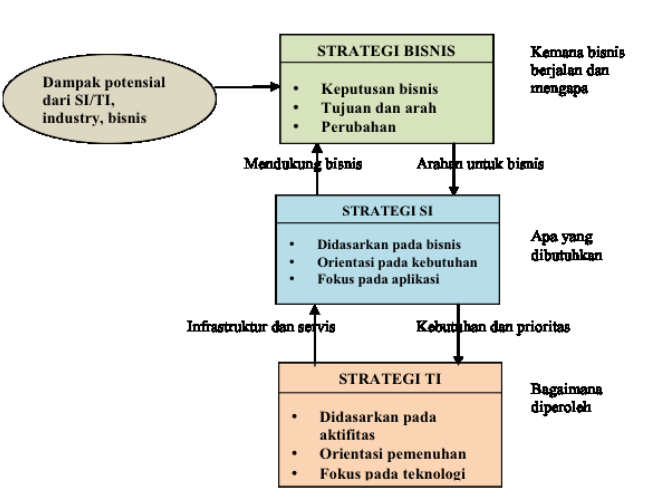 STRATEGI BISNIS
Kemana bisnis
berjalan dan
mengapa
Dampak potensial
dari SI/TI,
industry, bisnis
• Keputusan bisnis
• Tujuan dan arah
• Perubahan
Mendukung bisnis
Arahan untuk bisnis
STRATEGI SI
• Didasarkan pada bisnis
• Orientasi pada kebutuhan
• Fokus pada aplikasi
Apa yang
dibutuhkan
Infrastruktur dan servis
Kebutuhan dan prioritas
STRATEGI TI
• Didasarkan pada
aktifitas
• Orientasi pemenuhan
• Fokus pada teknologi
Bagaimana
diperoleh